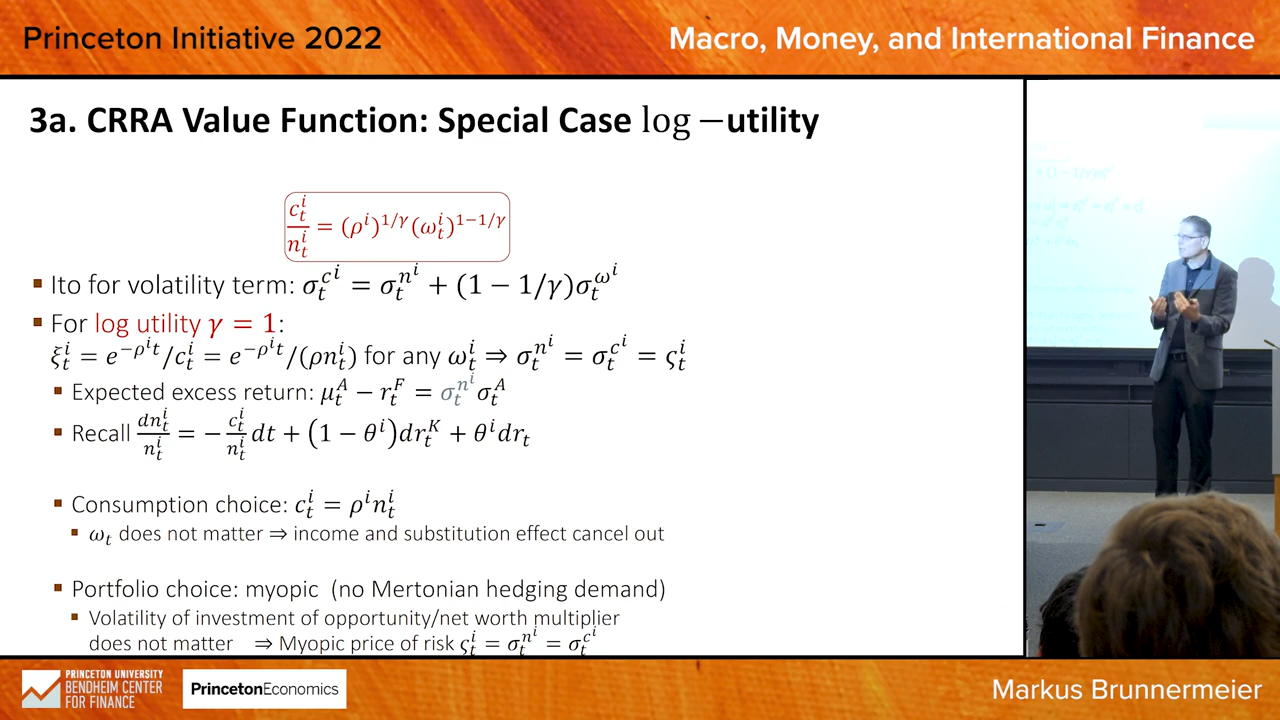 Princeton Initiative 2022
Macro, Money, and International Finance
3a. CRRA Value Function: Special Case log −utility
c_t^i / n_t^i = (ρ^i)^{1/γ} (ω_t^i)^{1−1/γ}
▪ Ito for volatility term: σ_t^{c^i} = σ_t^{n^i} + (1 − 1/γ)σ_t^{ω^i}
▪ For log utility γ = 1:
ξ_t^i = e^{−ρ^i t}/c_t^i = e^{−ρ^i t}/(ρn_t^i) for any ω_t^i ⇒ σ_t^{n^i} = σ_t^{c^i} = ς_t^i
▪ Expected excess return: μ_t^A − r_t^F = σ_t^{n^i} σ_t^A
▪ Recall dn_t^i / n_t^i = − c_t^i / n_t^i dt + (1 − θ^i)dr_t^K + θ^i dr_t
▪ Consumption choice: c_t^i = ρ^i n_t^i
▪ ω_t does not matter ⇒ income and substitution effect cancel out
▪ Portfolio choice: myopic (no Mertonian hedging demand)
▪ Volatility of investment of opportunity/net worth multiplier
does not matter ⇒ Myopic price of risk ς_t^i = σ_t^{n^i} = σ_t^{c^i}
PRINCETON UNIVERSITY
BENDHEIM CENTER
FOR FINANCE
PrincetonEconomics
Markus Brunnermeier